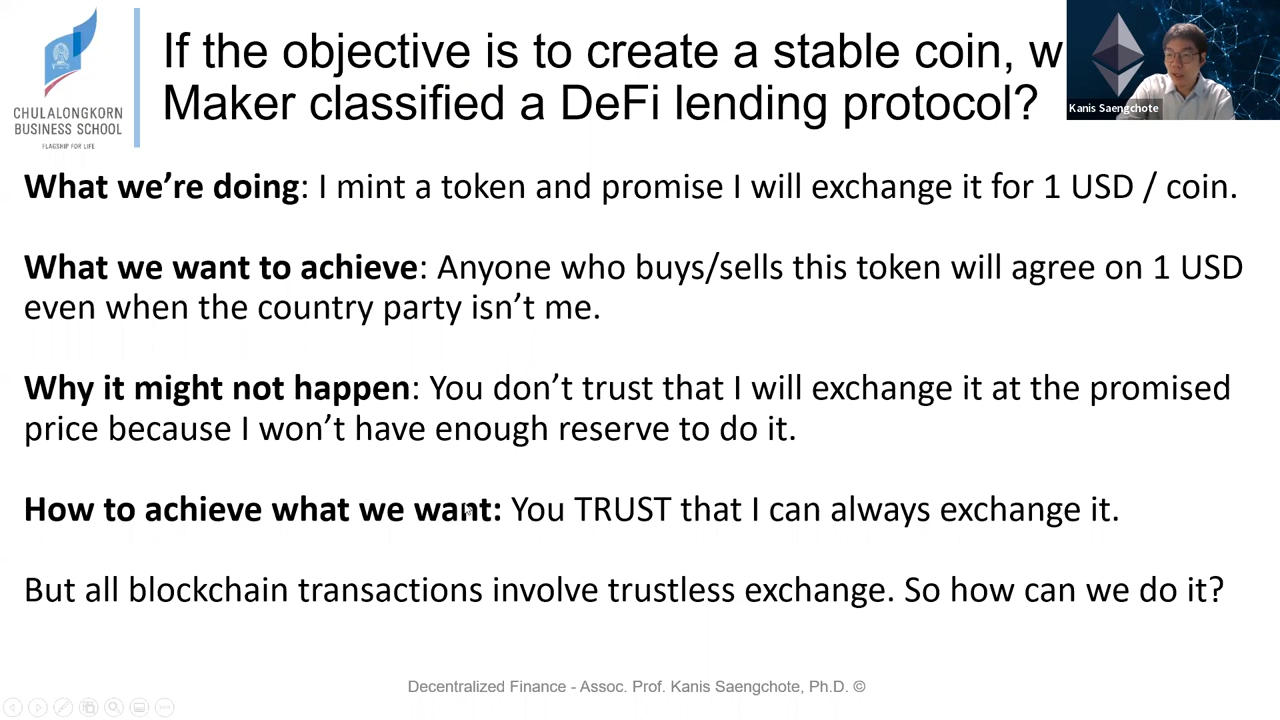 If the objective is to create a stable coin, w
Maker classified a DeFi lending protocol?
CHULALONGKORN
BUSINESS SCHOOL
FLAGSHIP FOR LIFE
Kanis Saengchote
What we're doing: I mint a token and promise I will exchange it for 1 USD / coin.
What we want to achieve: Anyone who buys/sells this token will agree on 1 USD
even when the country party isn't me.
Why it might not happen: You don't trust that I will exchange it at the promised
price because I won't have enough reserve to do it.
How to achieve what we want: You TRUST that I can always exchange it.
But all blockchain transactions involve trustless exchange. So how can we do it?
Decentralized Finance - Assoc. Prof. Kanis Saengchote, Ph.D. ©